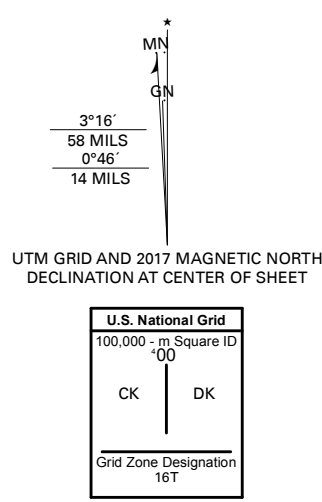 ★
MN
GN
3°16´
58 MILS
0°46´
14 MILS
UTM GRID AND 2017 MAGNETIC NORTH
DECLINATION AT CENTER OF SHEET
U.S. National Grid
100,000 - m Square ID
⁴00
CK DK
Grid Zone Designation
16T